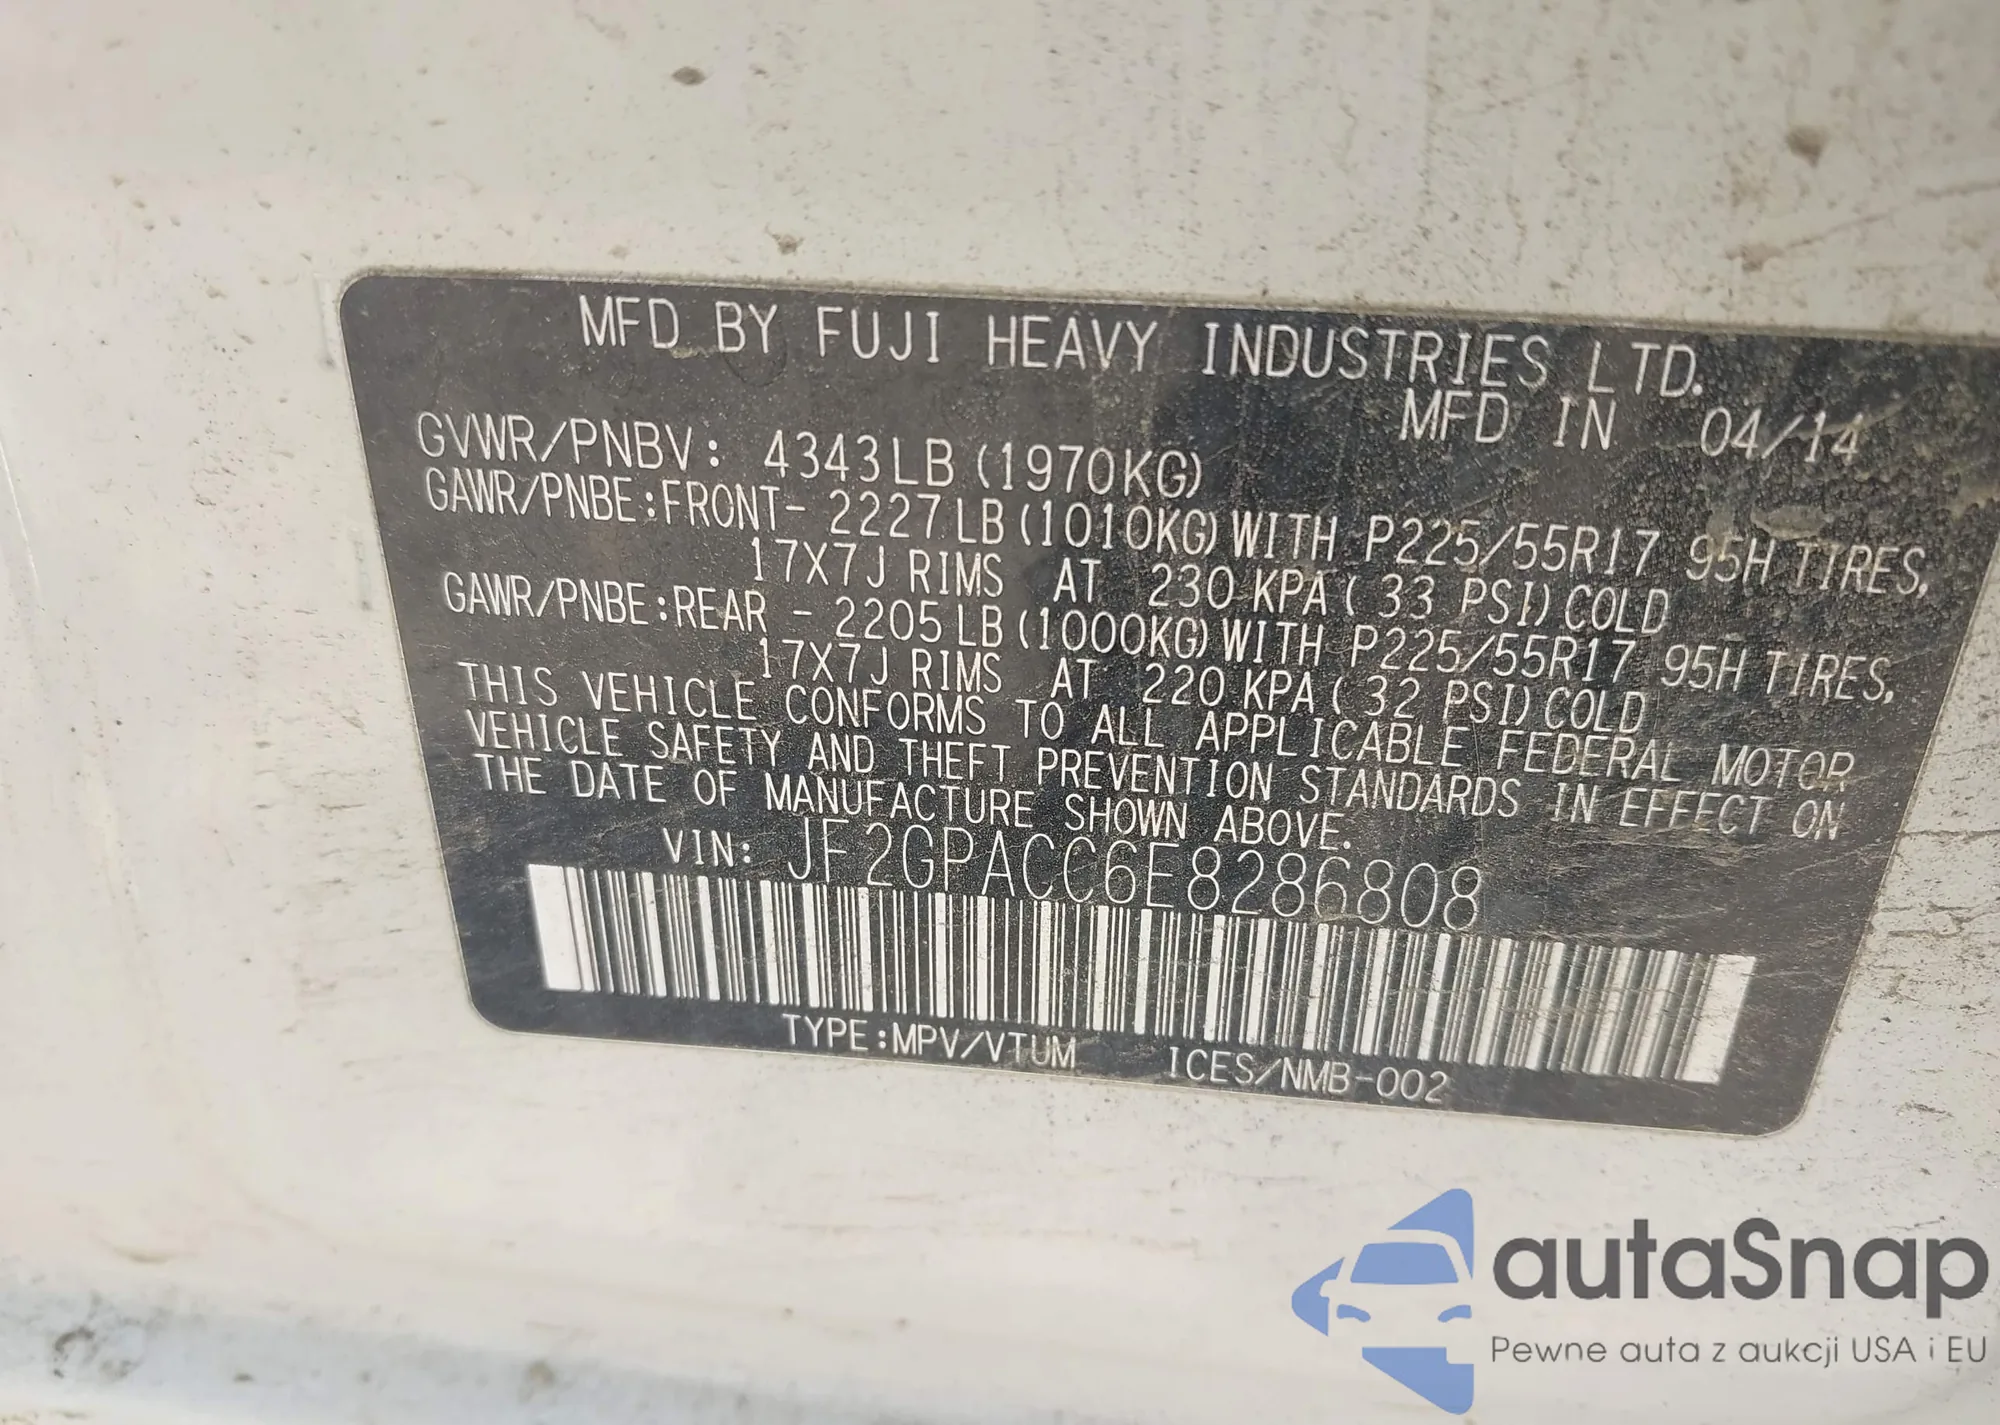 MFD BY FUJI HEAVY INDUSTRIES LTD.
MFD IN 04/14
GVWR/PNBV: 4343LB (1970KG)
GAWR/PNBE:FRONT- 2227LB(1010KG)WITH P225/55R17 95H TIRES,
17X7J RIMS AT 230 KPA( 33 PSI)COLD
GAWR/PNBE:REAR - 2205LB(1000KG)WITH P225/55R17 95H TIRES,
17X7J RIMS AT 220 KPA( 32 PSI)COLD
THIS VEHICLE CONFORMS TO ALL APPLICABLE FEDERAL MOTOR
VEHICLE SAFETY AND THEFT PREVENTION STANDARDS IN EFFECT ON
THE DATE OF MANUFACTURE SHOWN ABOVE.
VIN: JF2GPACC6E8286808
TYPE:MPV/VTUM ICES/NMB-002
autaSnap
Pewne auta z aukcji USA i EU